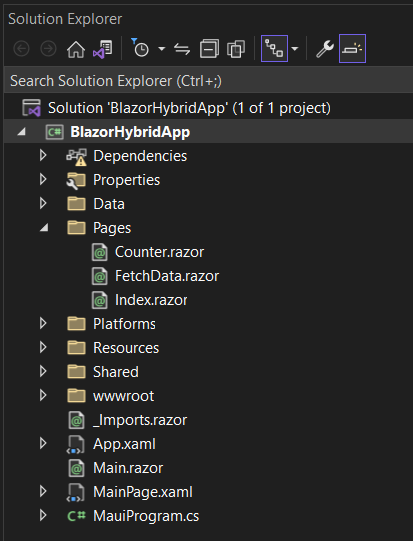 Solution Explorer
Search Solution Explorer (Ctrl+;)
Solution 'BlazorHybridApp' (1 of 1 project)
C# BlazorHybridApp
Dependencies
Properties
Data
Pages
@ Counter.razor
@ FetchData.razor
@ Index.razor
Platforms
Resources
Shared
wwwroot
@ _Imports.razor
App.xaml
@ Main.razor
MainPage.xaml
C# MauiProgram.cs